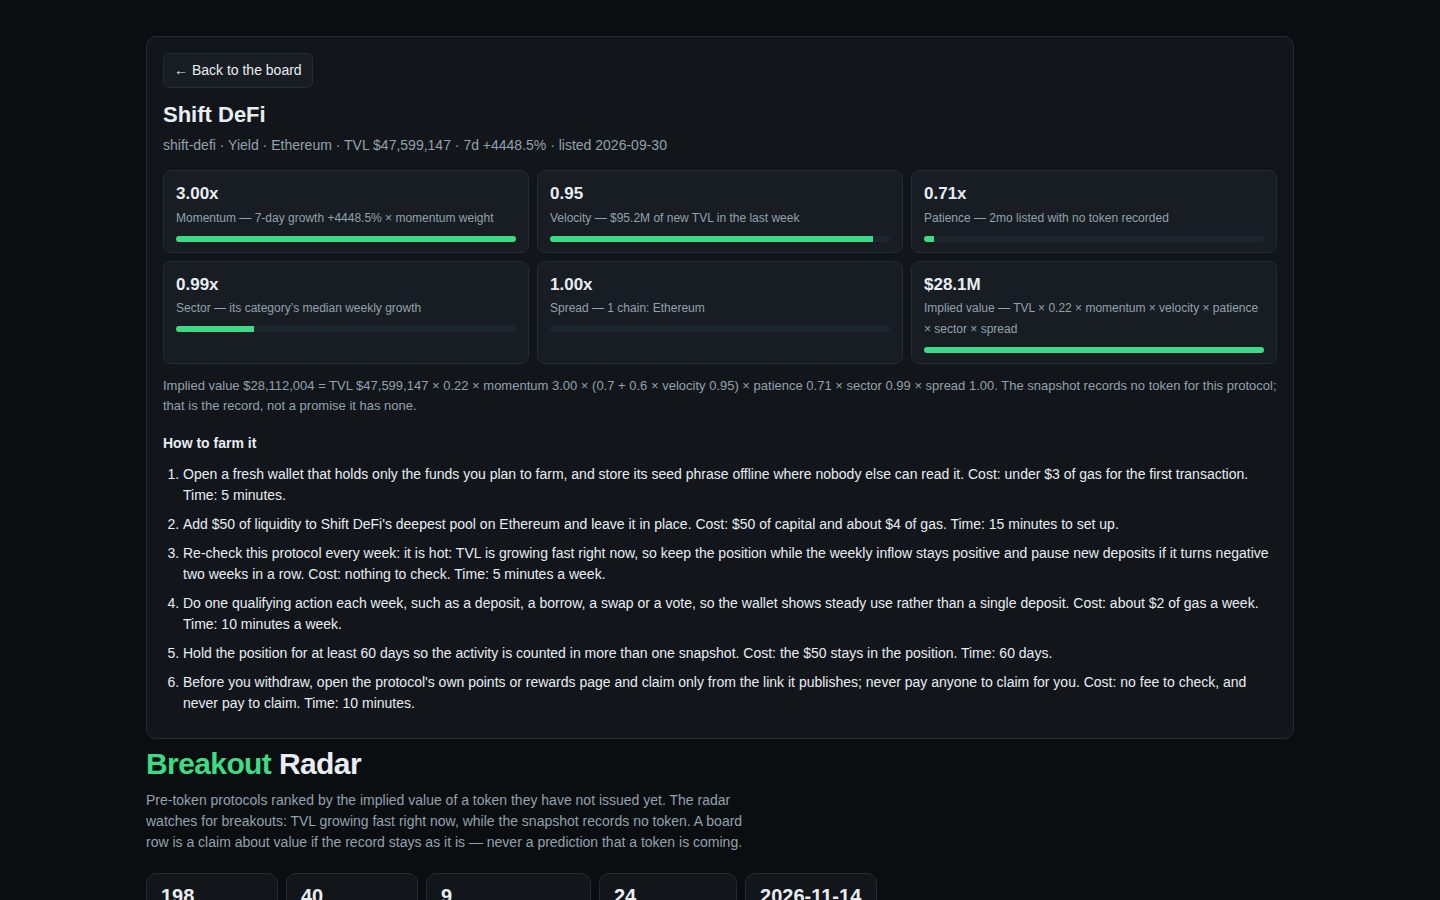 ← Back to the board
Shift DeFi
shift-defi · Yield · Ethereum · TVL $47,599,147 · 7d +4448.5% · listed 2026-09-30
3.00x
Momentum — 7-day growth +4448.5% × momentum weight
0.95
Velocity — $95.2M of new TVL in the last week
0.71x
Patience — 2mo listed with no token recorded
0.99x
Sector — its category's median weekly growth
1.00x
Spread — 1 chain: Ethereum
$28.1M
Implied value — TVL × 0.22 × momentum × velocity × patience
× sector × spread
Implied value $28,112,004 = TVL $47,599,147 × 0.22 × momentum 3.00 × (0.7 + 0.6 × velocity 0.95) × patience 0.71 × sector 0.99 × spread 1.00. The snapshot records no token for this protocol;
that is the record, not a promise it has none.
How to farm it
1. Open a fresh wallet that holds only the funds you plan to farm, and store its seed phrase offline where nobody else can read it. Cost: under $3 of gas for the first transaction.
Time: 5 minutes.
2. Add $50 of liquidity to Shift DeFi's deepest pool on Ethereum and leave it in place. Cost: $50 of capital and about $4 of gas. Time: 15 minutes to set up.
3. Re-check this protocol every week: it is hot: TVL is growing fast right now, so keep the position while the weekly inflow stays positive and pause new deposits if it turns negative
two weeks in a row. Cost: nothing to check. Time: 5 minutes a week.
4. Do one qualifying action each week, such as a deposit, a borrow, a swap or a vote, so the wallet shows steady use rather than a single deposit. Cost: about $2 of gas a week.
Time: 10 minutes a week.
5. Hold the position for at least 60 days so the activity is counted in more than one snapshot. Cost: the $50 stays in the position. Time: 60 days.
6. Before you withdraw, open the protocol's own points or rewards page and claim only from the link it publishes; never pay anyone to claim for you. Cost: no fee to check, and
never pay to claim. Time: 10 minutes.
Breakout Radar
Pre-token protocols ranked by the implied value of a token they have not issued yet. The radar
watches for breakouts: TVL growing fast right now, while the snapshot records no token. A board
row is a claim about value if the record stays as it is — never a prediction that a token is coming.
198
40
9
24
2026-11-14